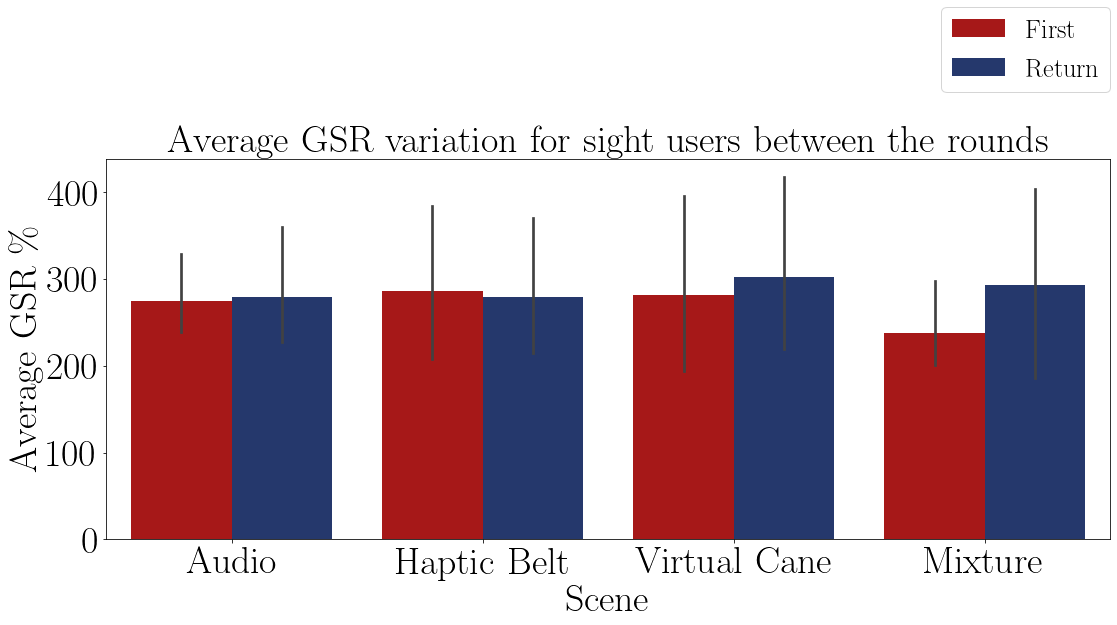 First
Return
Average GSR variation for sight users between the rounds
Average GSR %
400
300
200
100
0
Audio
Haptic Belt
Virtual Cane
Mixture
Scene